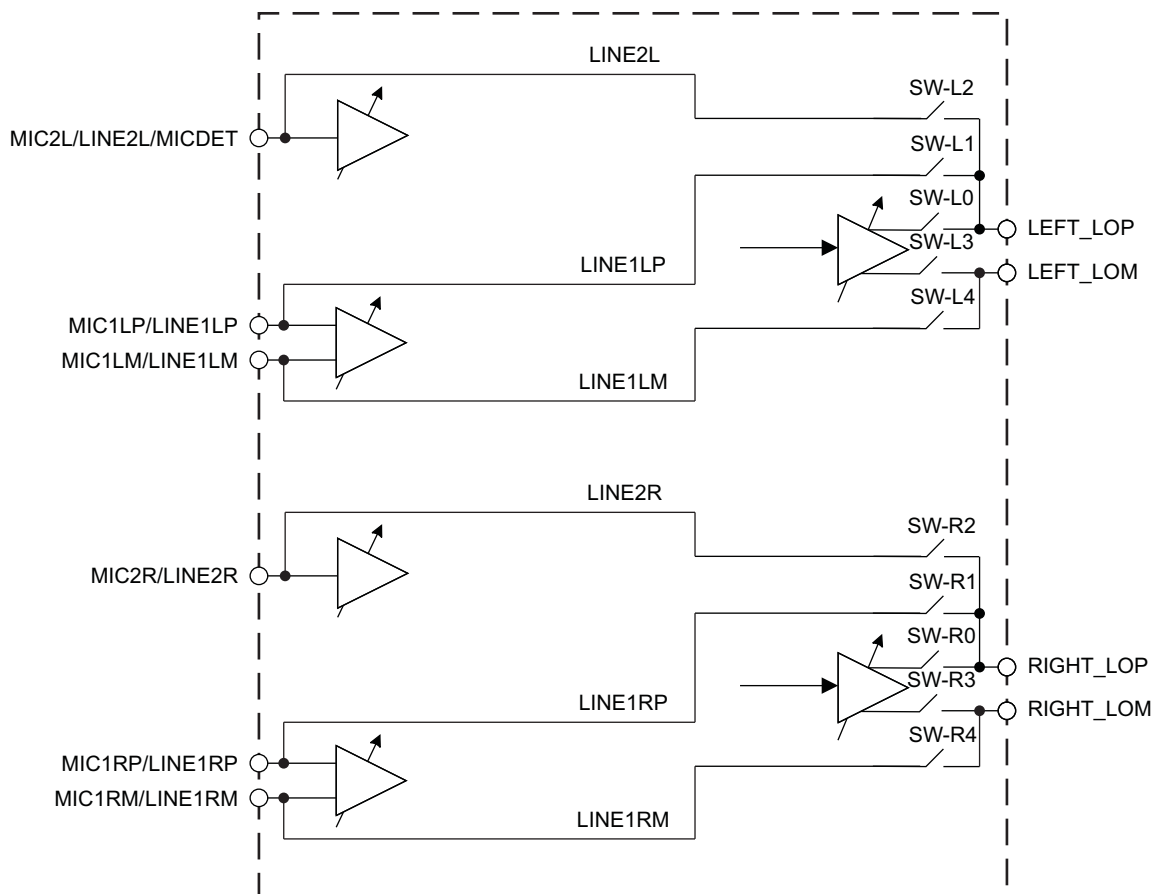 LINE2L
SW-L2
MIC2L/LINE2L/MICDET
SW-L1
SW-L0
LEFT_LOP
SW-L3
LINE1LP
LEFT_LOM
SW-L4
MIC1LP/LINE1LP
MIC1LM/LINE1LM
LINE1LM
LINE2R
SW-R2
MIC2R/LINE2R
SW-R1
SW-R0
RIGHT_LOP
SW-R3
LINE1RP
RIGHT_LOM
SW-R4
MIC1RP/LINE1RP
MIC1RM/LINE1RM
LINE1RM